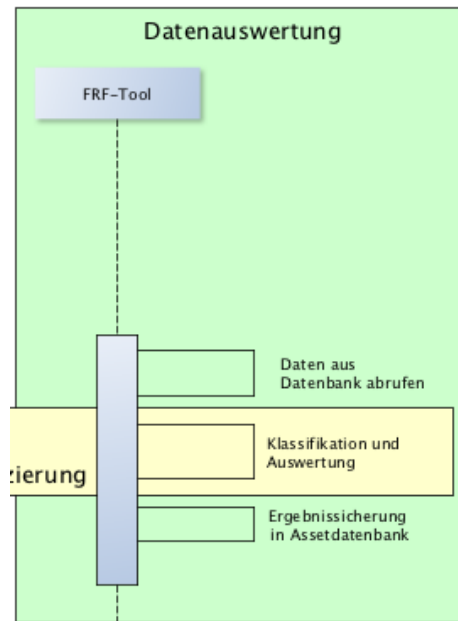 Datenauswertung
FRF-Tool
Daten aus
Datenbank abrufen
Klassifikation und
Auswertung
zierung
Ergebnissicherung
in Assetdatenbank